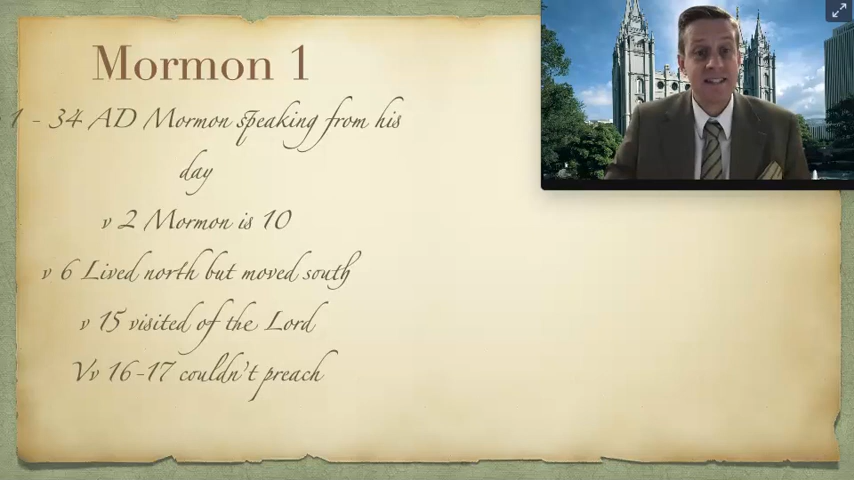 Mormon 1
1 - 34 AD Mormon speaking from his
day
v 2 Mormon is 10
v 6 Lived north but moved south
v 15 visited of the Lord
Vv 16-17 couldn't preach